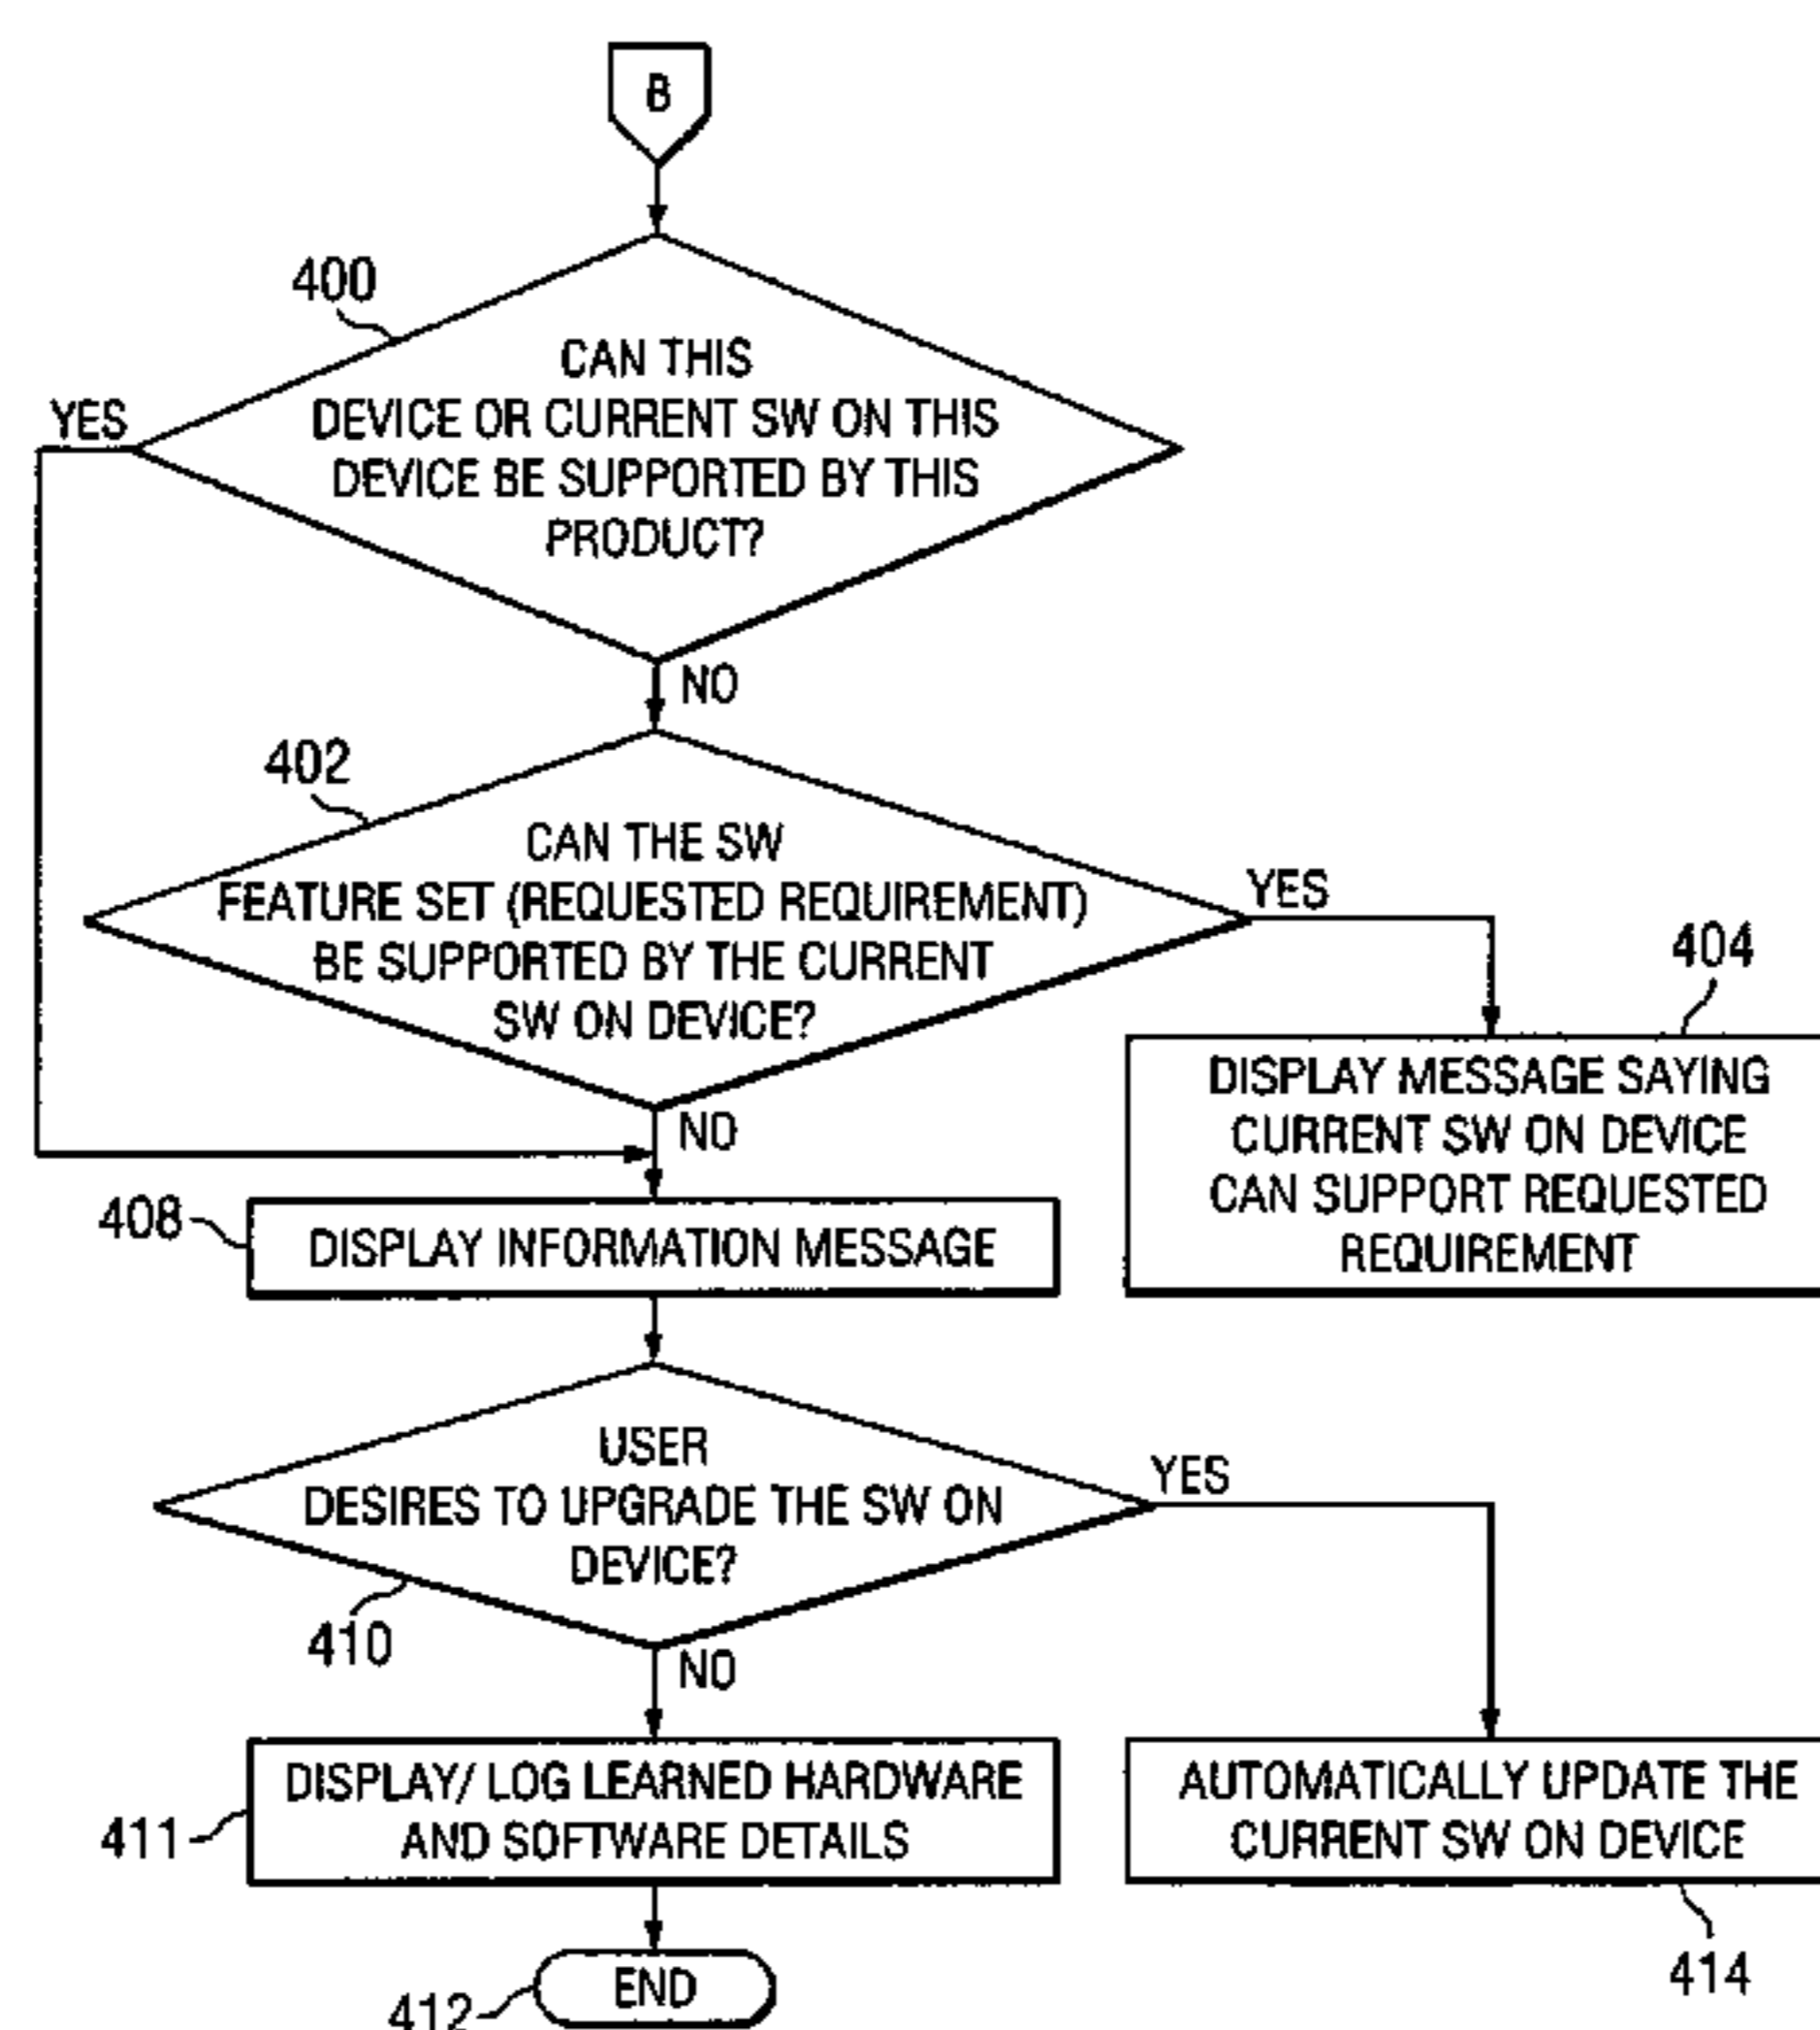 B
400
YES
CAN THIS
DEVICE OR CURRENT SW ON THIS
DEVICE BE SUPPORTED BY THIS
PRODUCT?
NO
402
CAN THE SW
FEATURE SET (REQUESTED REQUIREMENT)
BE SUPPORTED BY THE CURRENT
SW ON DEVICE?
YES
404
DISPLAY MESSAGE SAYING
CURRENT SW ON DEVICE
CAN SUPPORT REQUESTED
REQUIREMENT
NO
408
DISPLAY INFORMATION MESSAGE
USER
DESIRES TO UPGRADE THE SW ON
DEVICE?
YES
410
NO
DISPLAY/ LOG LEARNED HARDWARE
AND SOFTWARE DETAILS
411
AUTOMATICALLY UPDATE THE
CURRENT SW ON DEVICE
414
END
412